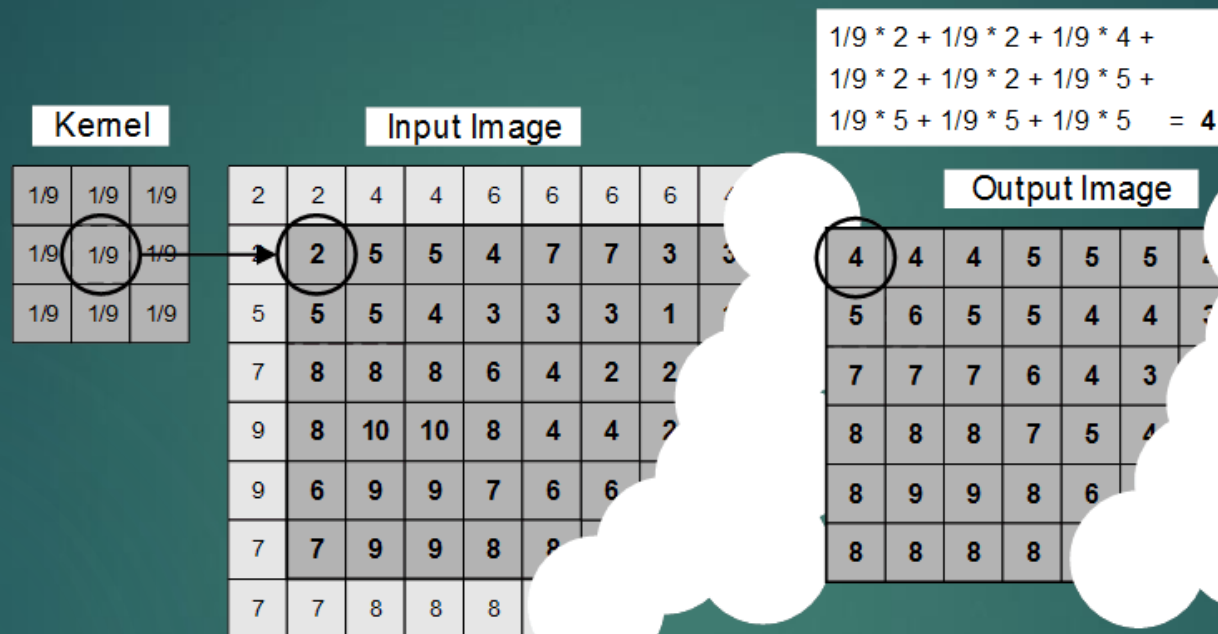 1/9 * 2 + 1/9 * 2 + 1/9 * 4 +
1/9 * 2 + 1/9 * 2 + 1/9 * 5 +
1/9 * 5 + 1/9 * 5 + 1/9 * 5 = 4
Kernel
1/9 1/9 1/9
1/9 1/9 1/9
1/9 1/9 1/9
Input Image
2 2 4 4 6 6 6 6
2 5 5 4 7 7 3 3
5 5 5 4 3 3 3 1
7 8 8 8 6 4 2 2
9 8 10 10 8 4 4 2
9 6 9 9 7 6 6
7 7 9 9 8 8
7 7 8 8 8
Output Image
4 4 4 5 5 5
5 6 5 5 4 4
7 7 7 6 4 3
8 8 8 7 5 4
8 9 9 8 6
8 8 8 8